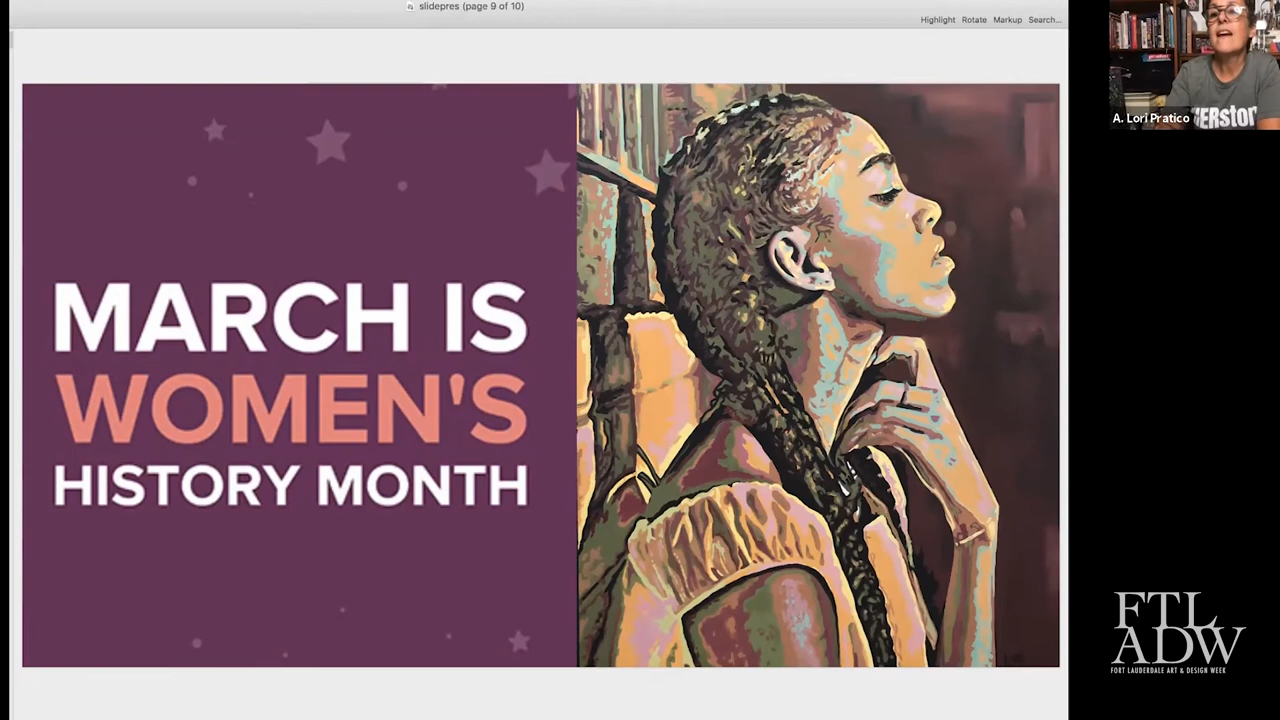 slidepres (page 9 of 10)
Highlight Rotate Markup Search...
MARCH IS
WOMEN'S
HISTORY MONTH
A. Lori Pratico
ERstor
FTL
ADW
FORT LAUDERDALE ART & DESIGN WEEK